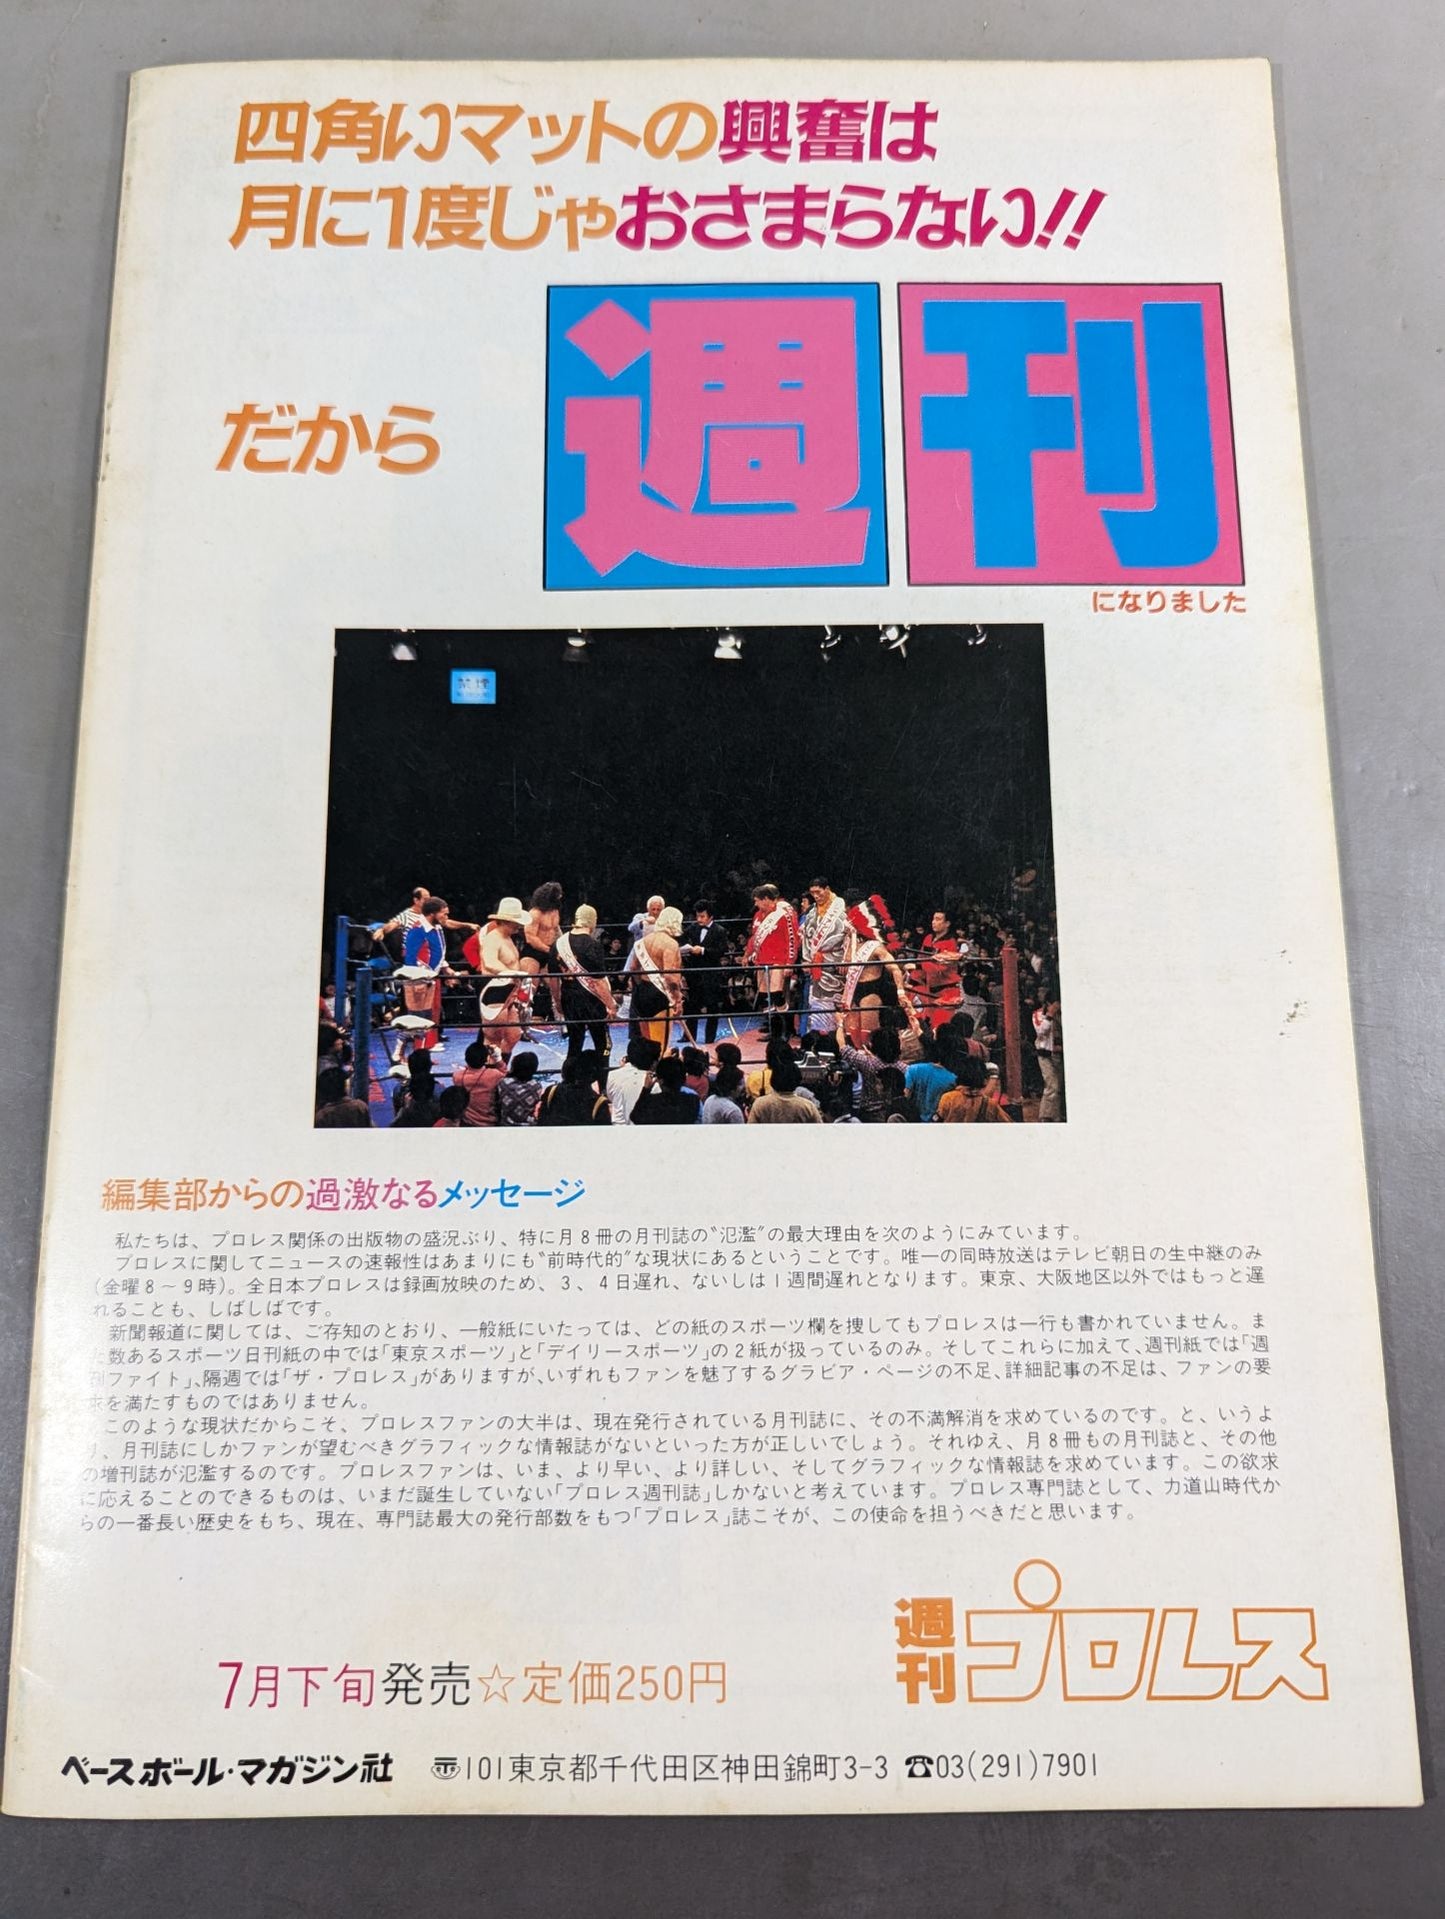 四角いマットの興奮は
月に1度じゃおさまらない!!
だから
週刊
になりました
禁煙
編集部からの過激なるメッセージ
私たちは、プロレス関係の出版物の盛況ぶり、特に月8冊の月刊誌の“氾濫”の最大理由を次のようにみています。
プロレスに関してニュースの速報性はあまりにも“前時代的”な現状にあるということです。唯一の同時放送はテレビ朝日の生中継のみ
(金曜8～9時)。全日本プロレスは録画放映のため、3、4日遅れ、ないしは1週間遅れとなります。東京、大阪地区以外ではもっと遅
れることも、しばしばです。
新聞報道に関しては、ご存知のとおり、一般紙にいたっては、どの紙のスポーツ欄を捜してもプロレスは一行も書かれていません。ま
た数あるスポーツ日刊紙の中では「東京スポーツ」と「デイリースポーツ」の2紙が扱っているのみ。そしてこれらに加えて、週刊紙では「週
刊ファイト」、隔週では「ザ・プロレス」がありますが、いずれもファンを魅了するグラビア・ページの不足、詳細記事の不足は、ファンの要
求を満たすものではありません。
このような現状だからこそ、プロレスファンの大半は、現在発行されている月刊誌に、その不満解消を求めているのです。と、いうよ
り、月刊誌にしかファンが望むべきグラフィックな情報誌がないといった方が正しいでしょう。それゆえ、月8冊もの月刊誌と、その他
の増刊誌が氾濫するのです。プロレスファンは、いま、より早い、より詳しい、そしてグラフィックな情報誌を求めています。この欲求
に応えることのできるものは、いまだ誕生していない「プロレス週刊誌」しかないと考えています。プロレス専門誌として、力道山時代か
らの一番長い歴史をもち、現在、専門誌最大の発行部数をもつ「プロレス」誌こそが、この使命を担うべきだと思います。
週刊プロレス
7月下旬発売☆定価250円
ベースボール・マガジン社 〠101東京都千代田区神田錦町3-3 ☎03(291)7901